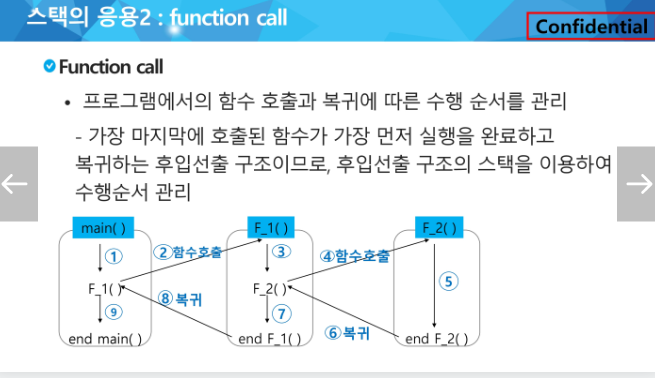 스택의 응용2 : function call
Confidential
Function call
• 프로그램에서의 함수 호출과 복귀에 따른 수행 순서를 관리
- 가장 마지막에 호출된 함수가 가장 먼저 실행을 완료하고
복귀하는 후입선출 구조이므로, 후입선출 구조의 스택을 이용하여
수행순서 관리
main( )
F_1( )
F_2( )
①
②함수호출
③
④함수호출
⑤
F_1( )
⑧복귀
F_2( )
⑨
⑦
⑥복귀
end main( )
end F_1( )
end F_2( )